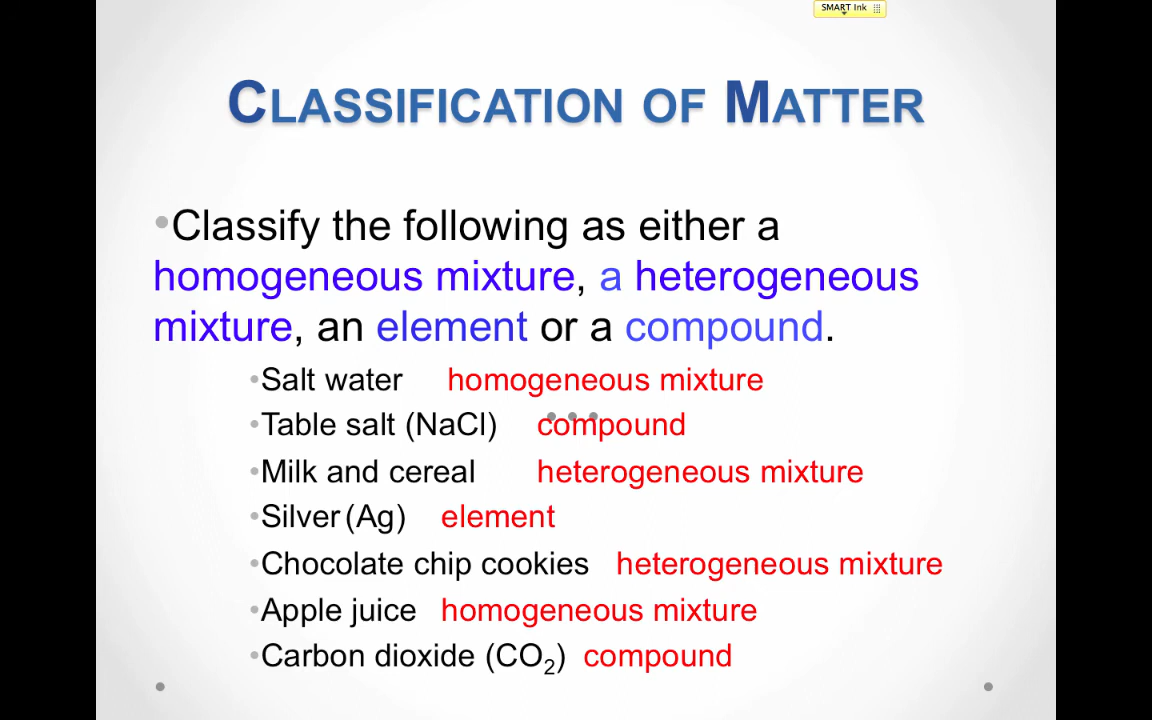 SMART Ink
CLASSIFICATION OF MATTER
•Classify the following as either a
homogeneous mixture, a heterogeneous
mixture, an element or a compound.
•Salt water homogeneous mixture
•Table salt (NaCl) compound
•Milk and cereal heterogeneous mixture
•Silver (Ag) element
•Chocolate chip cookies heterogeneous mixture
•Apple juice homogeneous mixture
•Carbon dioxide (CO₂) compound